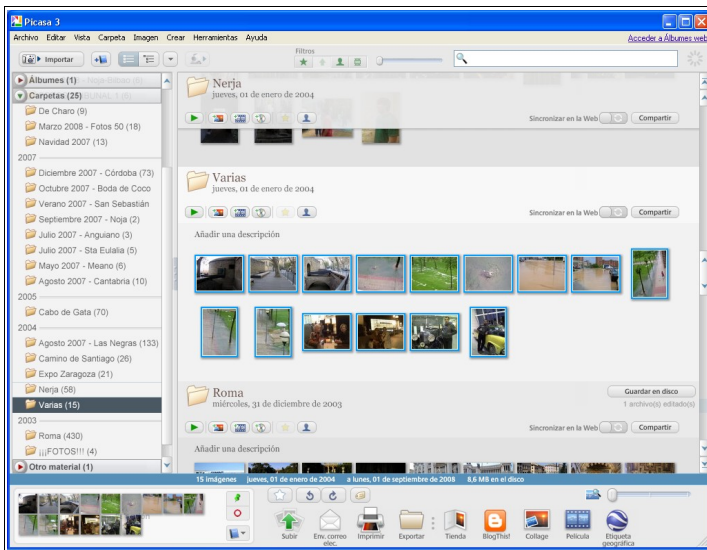 Picasa 3
Archivo Editar Vista Carpeta Imagen Crear Herramientas Ayuda
Acceder a Álbumes web
Importar
Filtros
Álbumes (1)
Carpetas (25)
De Charo (9)
Marzo 2008 - Fotos 50 (18)
Navidad 2007 (13)
2007
Diciembre 2007 - Córdoba (73)
Octubre 2007 - Boda de Coco
Verano 2007 - San Sebastián
Septiembre 2007 - Noja (2)
Julio 2007 - Anguiano (3)
Julio 2007 - Sta Eulalia (5)
Mayo 2007 - Meano (6)
Agosto 2007 - Cantabria (10)
2005
Cabo de Gata (70)
2004
Agosto 2007 - Las Negras (133)
Camino de Santiago (26)
Expo Zaragoza (21)
Nerja (58)
Varias (15)
2003
Roma (430)
¡¡¡FOTOS!!! (4)
Otro material (1)
Nerja
jueves, 01 de enero de 2004
Sincronizar en la Web
Compartir
Varias
jueves, 01 de enero de 2004
Sincronizar en la Web
Compartir
Añadir una descripción
Roma
miércoles, 31 de diciembre de 2003
Guardar en disco
1 archivo(s) editado(s)
Sincronizar en la Web
Compartir
Añadir una descripción
15 imágenes jueves, 01 de enero de 2004 a lunes, 01 de septiembre de 2008 8,6 MB en el disco
Subir
Env. correo elec.
Imprimir
Exportar
Tienda
BlogThis!
Collage
Película
Etiqueta geográfica